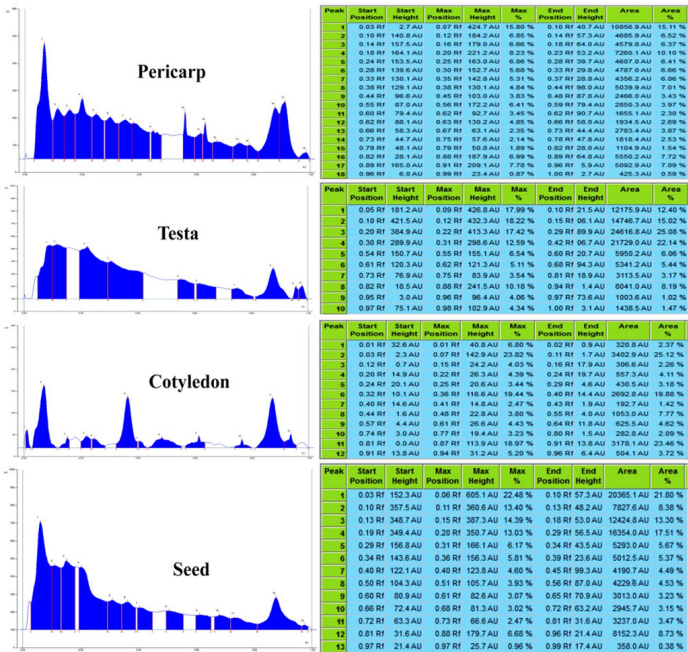 Pericarp
Peak Start Position Start Height Max Position Max Height Max % End Position End Height Area Area %
1 0.03 Rf 2.7 AU 0.07 Rf 424.7 AU 15.80 % 0.10 Rf 40.7 AU 10856.9 AU 15.11 %
2 0.10 Rf 140.8 AU 0.12 Rf 184.2 AU 6.85 % 0.14 Rf 57.3 AU 4685.9 AU 6.52 %
3 0.14 Rf 157.5 AU 0.16 Rf 179.0 AU 6.66 % 0.18 Rf 64.0 AU 4579.8 AU 6.37 %
4 0.18 Rf 164.1 AU 0.20 Rf 221.2 AU 8.23 % 0.23 Rf 53.2 AU 7260.1 AU 10.10 %
5 0.24 Rf 153.5 AU 0.25 Rf 163.0 AU 6.06 % 0.28 Rf 39.7 AU 4607.0 AU 6.41 %
6 0.28 Rf 139.6 AU 0.30 Rf 152.7 AU 5.68 % 0.33 Rf 29.8 AU 4787.0 AU 6.66 %
7 0.33 Rf 130.1 AU 0.35 Rf 142.8 AU 5.31 % 0.37 Rf 28.8 AU 4356.2 AU 6.06 %
8 0.38 Rf 129.1 AU 0.38 Rf 130.1 AU 4.84 % 0.44 Rf 98.0 AU 5039.9 AU 7.01 %
9 0.44 Rf 96.6 AU 0.45 Rf 103.0 AU 3.83 % 0.48 Rf 87.8 AU 2466.0 AU 3.43 %
10 0.55 Rf 87.0 AU 0.56 Rf 172.2 AU 6.41 % 0.59 Rf 79.4 AU 2850.3 AU 3.97 %
11 0.60 Rf 79.4 AU 0.62 Rf 92.7 AU 3.45 % 0.62 Rf 90.7 AU 1655.1 AU 2.30 %
12 0.62 Rf 88.1 AU 0.63 Rf 130.2 AU 4.85 % 0.66 Rf 58.0 AU 1934.5 AU 2.69 %
13 0.66 Rf 58.3 AU 0.67 Rf 63.1 AU 2.35 % 0.73 Rf 44.4 AU 2783.4 AU 3.87 %
14 0.73 Rf 44.7 AU 0.75 Rf 57.6 AU 2.14 % 0.78 Rf 47.8 AU 1818.4 AU 2.53 %
15 0.78 Rf 48.1 AU 0.79 Rf 50.8 AU 1.89 % 0.82 Rf 28.0 AU 1104.9 AU 1.54 %
16 0.82 Rf 28.1 AU 0.88 Rf 187.9 AU 6.99 % 0.89 Rf 64.8 AU 5550.2 AU 7.72 %
17 0.89 Rf 165.0 AU 0.91 Rf 209.1 AU 7.78 % 0.96 Rf 5.9 AU 5092.9 AU 7.09 %
18 0.96 Rf 6.0 AU 0.99 Rf 23.4 AU 0.87 % 1.00 Rf 2.7 AU 425.3 AU 0.59 %
Testa
Peak Start Position Start Height Max Position Max Height Max % End Position End Height Area Area %
1 0.05 Rf 181.2 AU 0.09 Rf 426.8 AU 17.99 % 0.10 Rf 21.5 AU 12175.9 AU 12.40 %
2 0.10 Rf 421.5 AU 0.12 Rf 432.3 AU 18.22 % 0.15 Rf 06.1 AU 14746.7 AU 15.02 %
3 0.20 Rf 384.9 AU 0.22 Rf 413.3 AU 17.42 % 0.29 Rf 89.9 AU 24616.8 AU 25.08 %
4 0.30 Rf 289.9 AU 0.31 Rf 298.6 AU 12.59 % 0.42 Rf 06.7 AU 21729.0 AU 22.14 %
5 0.54 Rf 150.7 AU 0.55 Rf 155.1 AU 6.54 % 0.60 Rf 20.7 AU 5950.2 AU 6.06 %
6 0.61 Rf 120.3 AU 0.62 Rf 121.3 AU 5.11 % 0.68 Rf 94.3 AU 5341.2 AU 5.44 %
7 0.73 Rf 76.9 AU 0.75 Rf 83.9 AU 3.54 % 0.81 Rf 18.9 AU 3113.5 AU 3.17 %
8 0.82 Rf 18.5 AU 0.88 Rf 241.5 AU 10.18 % 0.94 Rf 1.4 AU 8041.0 AU 8.19 %
9 0.95 Rf 3.0 AU 0.96 Rf 96.4 AU 4.06 % 0.97 Rf 73.6 AU 1003.6 AU 1.02 %
10 0.97 Rf 75.1 AU 0.98 Rf 102.9 AU 4.34 % 1.00 Rf 3.1 AU 1438.5 AU 1.47 %
Cotyledon
Peak Start Position Start Height Max Position Max Height Max % End Position End Height Area Area %
1 0.01 Rf 32.6 AU 0.01 Rf 40.8 AU 6.80 % 0.02 Rf 0.9 AU 320.8 AU 2.37 %
2 0.03 Rf 2.3 AU 0.07 Rf 142.9 AU 23.82 % 0.11 Rf 1.7 AU 3402.9 AU 25.12 %
3 0.12 Rf 0.7 AU 0.15 Rf 24.2 AU 4.03 % 0.16 Rf 17.9 AU 306.6 AU 2.26 %
4 0.20 Rf 14.9 AU 0.22 Rf 26.3 AU 4.39 % 0.24 Rf 19.7 AU 557.3 AU 4.11 %
5 0.24 Rf 20.1 AU 0.25 Rf 20.6 AU 3.44 % 0.29 Rf 4.6 AU 430.5 AU 3.18 %
6 0.32 Rf 10.1 AU 0.36 Rf 116.6 AU 19.44 % 0.40 Rf 14.4 AU 2692.8 AU 19.88 %
7 0.40 Rf 14.6 AU 0.41 Rf 14.8 AU 2.47 % 0.43 Rf 1.9 AU 192.7 AU 1.42 %
8 0.44 Rf 1.6 AU 0.48 Rf 22.8 AU 3.80 % 0.55 Rf 4.0 AU 1053.0 AU 7.77 %
9 0.57 Rf 4.4 AU 0.61 Rf 26.6 AU 4.43 % 0.64 Rf 11.8 AU 625.5 AU 4.62 %
10 0.74 Rf 3.0 AU 0.77 Rf 19.4 AU 3.23 % 0.80 Rf 1.5 AU 282.8 AU 2.09 %
11 0.81 Rf 0.0 AU 0.87 Rf 113.9 AU 18.97 % 0.91 Rf 13.8 AU 3178.1 AU 23.46 %
12 0.91 Rf 13.8 AU 0.94 Rf 31.2 AU 5.20 % 0.96 Rf 6.4 AU 504.1 AU 3.72 %
Seed
Peak Start Position Start Height Max Position Max Height Max % End Position End Height Area Area %
1 0.03 Rf 152.3 AU 0.06 Rf 605.1 AU 22.48 % 0.10 Rf 57.3 AU 20365.1 AU 21.80 %
2 0.10 Rf 357.5 AU 0.11 Rf 360.6 AU 13.40 % 0.13 Rf 48.2 AU 7827.6 AU 8.38 %
3 0.13 Rf 348.7 AU 0.15 Rf 387.3 AU 14.39 % 0.18 Rf 53.0 AU 12424.8 AU 13.30 %
4 0.19 Rf 349.4 AU 0.20 Rf 350.7 AU 13.03 % 0.29 Rf 56.5 AU 16354.0 AU 17.51 %
5 0.29 Rf 156.8 AU 0.31 Rf 166.1 AU 6.17 % 0.34 Rf 43.5 AU 5293.0 AU 5.67 %
6 0.34 Rf 143.6 AU 0.36 Rf 156.3 AU 5.81 % 0.39 Rf 23.6 AU 5012.5 AU 5.37 %
7 0.40 Rf 122.1 AU 0.40 Rf 123.8 AU 4.60 % 0.45 Rf 99.3 AU 4190.7 AU 4.49 %
8 0.50 Rf 104.3 AU 0.51 Rf 105.7 AU 3.93 % 0.56 Rf 87.0 AU 4229.6 AU 4.53 %
9 0.60 Rf 80.9 AU 0.61 Rf 82.6 AU 3.07 % 0.65 Rf 70.9 AU 3013.0 AU 3.23 %
10 0.66 Rf 72.4 AU 0.68 Rf 81.3 AU 3.02 % 0.72 Rf 63.2 AU 2945.7 AU 3.15 %
11 0.72 Rf 63.3 AU 0.73 Rf 66.6 AU 2.47 % 0.81 Rf 31.6 AU 3237.0 AU 3.47 %
12 0.81 Rf 31.6 AU 0.88 Rf 179.7 AU 6.68 % 0.96 Rf 21.4 AU 8152.3 AU 8.73 %
13 0.97 Rf 21.4 AU 0.97 Rf 25.7 AU 0.96 % 0.99 Rf 17.4 AU 358.0 AU 0.38 %